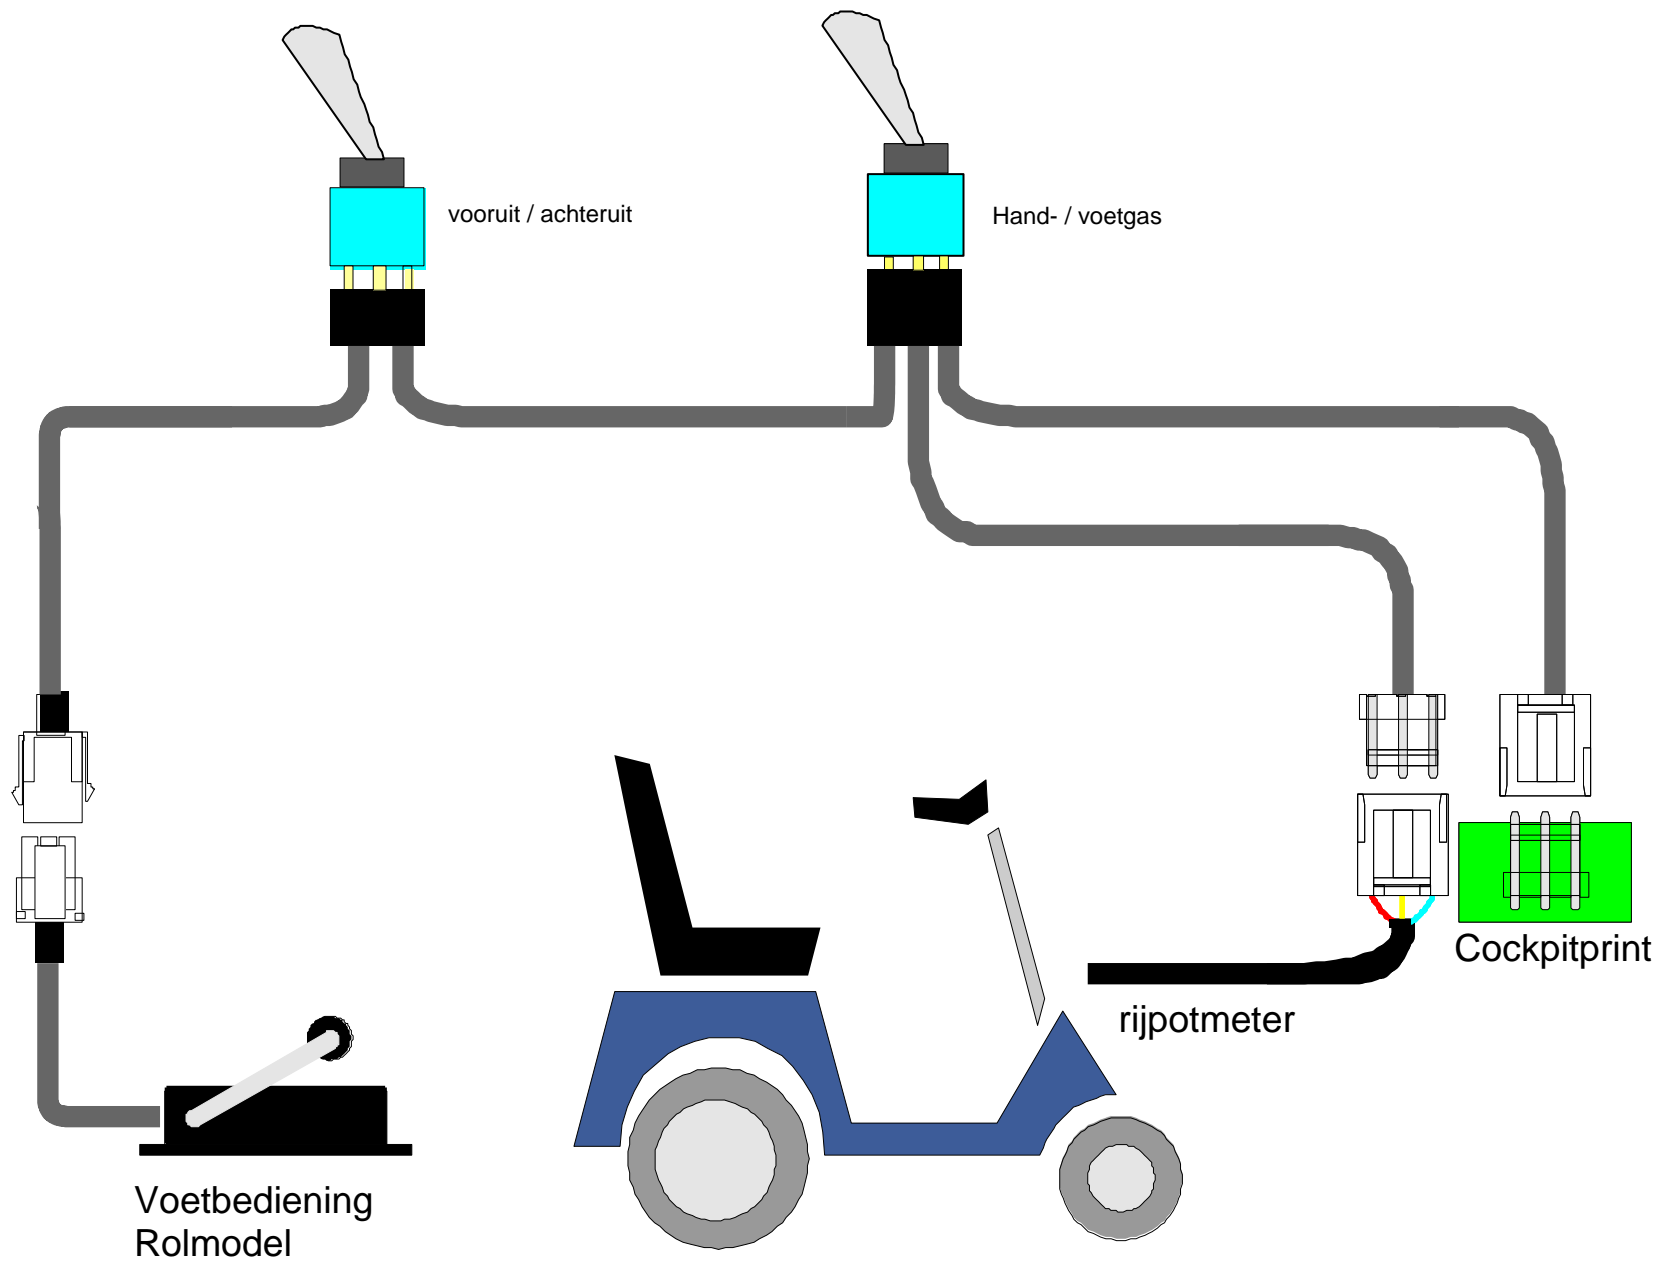 vooruit / achteruit
Hand- / voetgas
Cockpitprint
rijpotmeter
Voetbediening
Rolmodel